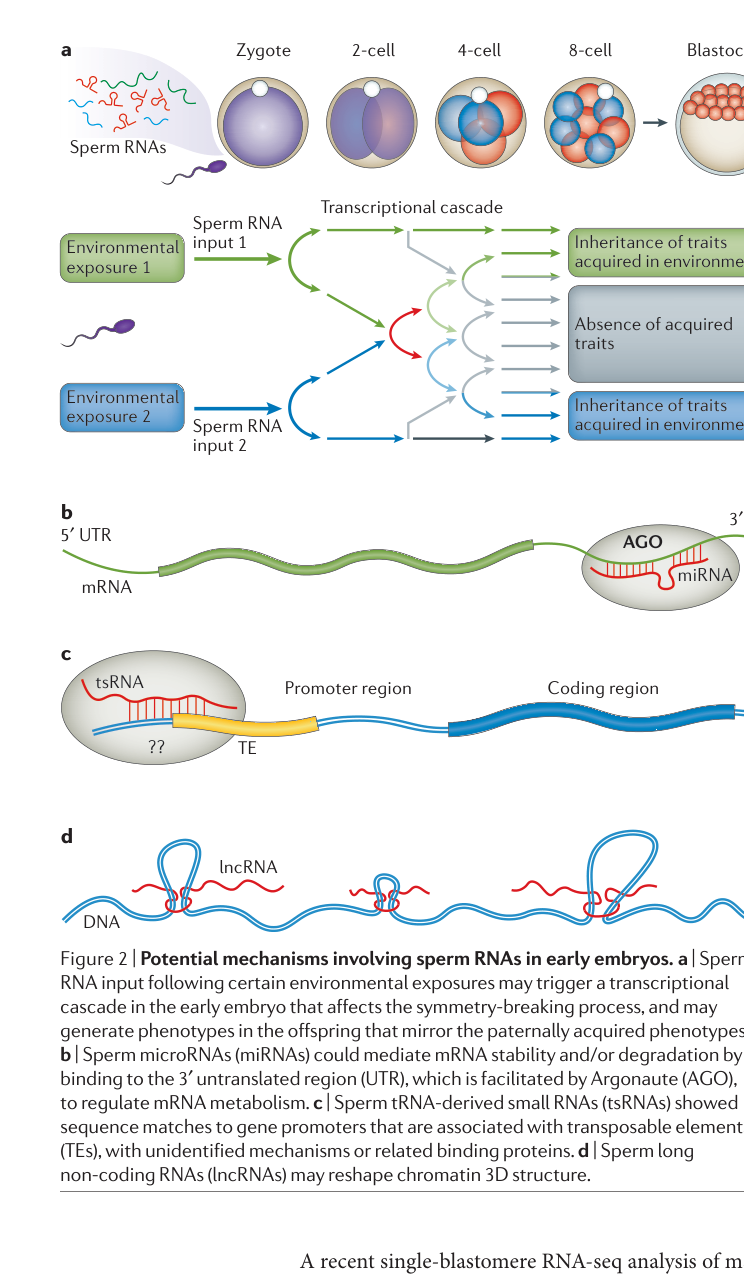 a
Zygote 2-cell 4-cell 8-cell
Sperm RNAs
Transcriptional cascade
Sperm RNA
input 1
Environmental
exposure 1
Inheritance of traits
acquired in
Absence of acquired
traits
Environmental
exposure 2
Sperm RNA
input 2
Inheritance of traits
acquired in
b
5′ UTR
3′
mRNA
AGO
miRNA
c
tsRNA
Promoter region
Coding region
??
TE
d
lncRNA
DNA
Figure 2 | Potential mechanisms involving sperm RNAs in early embryos. a | Sperm
RNA input following certain environmental exposures may trigger a transcriptional
cascade in the early embryo that affects the symmetry-breaking process, and may
generate phenotypes in the offspring that mirror the paternally acquired phenotypes
b | Sperm microRNAs (miRNAs) could mediate mRNA stability and/or degradation by
binding to the 3′ untranslated region (UTR), which is facilitated by Argonaute (AGO),
to regulate mRNA metabolism. c | Sperm tRNA-derived small RNAs (tsRNAs) showed
sequence matches to gene promoters that are associated with transposable element
(TEs), with unidentified mechanisms or related binding proteins. d | Sperm long
non-coding RNAs (lncRNAs) may reshape chromatin 3D structure.
A recent single-blastomere RNA-seq analysis of m